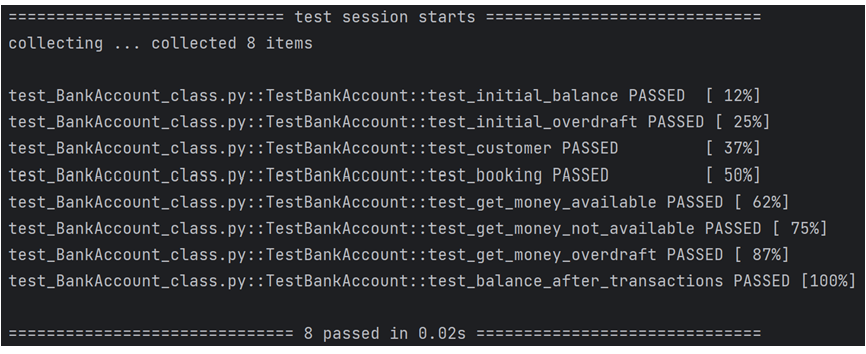 ============================= test session starts =============================
collecting ... collected 8 items
test_BankAccount_class.py::TestBankAccount::test_initial_balance PASSED  [ 12%]
test_BankAccount_class.py::TestBankAccount::test_initial_overdraft PASSED [ 25%]
test_BankAccount_class.py::TestBankAccount::test_customer PASSED         [ 37%]
test_BankAccount_class.py::TestBankAccount::test_booking PASSED          [ 50%]
test_BankAccount_class.py::TestBankAccount::test_get_money_available PASSED [ 62%]
test_BankAccount_class.py::TestBankAccount::test_get_money_not_available PASSED [ 75%]
test_BankAccount_class.py::TestBankAccount::test_get_money_overdraft PASSED [ 87%]
test_BankAccount_class.py::TestBankAccount::test_balance_after_transactions PASSED [100%]
============================== 8 passed in 0.02s ==============================